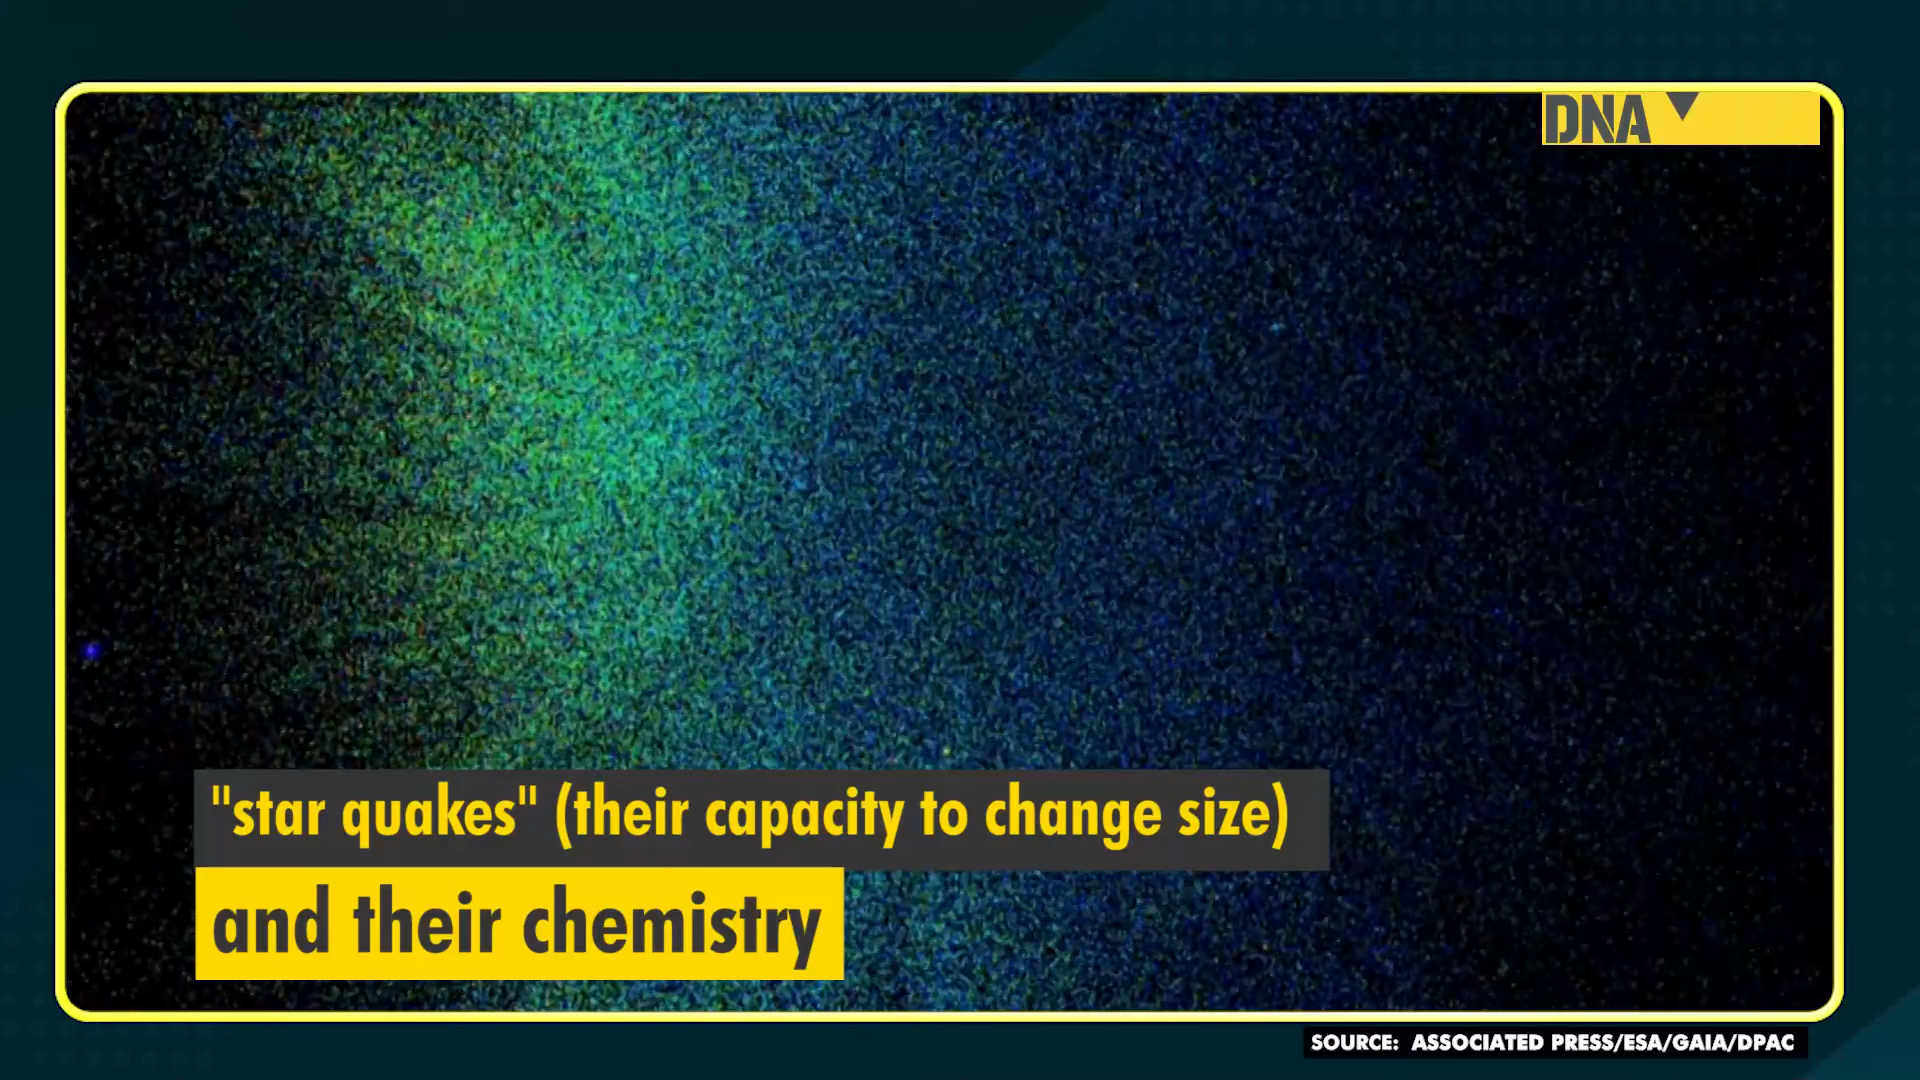 DNA
"star quakes" (their capacity to change size)
and their chemistry
SOURCE: ASSOCIATED PRESS/ESA/GAIA/DPAC